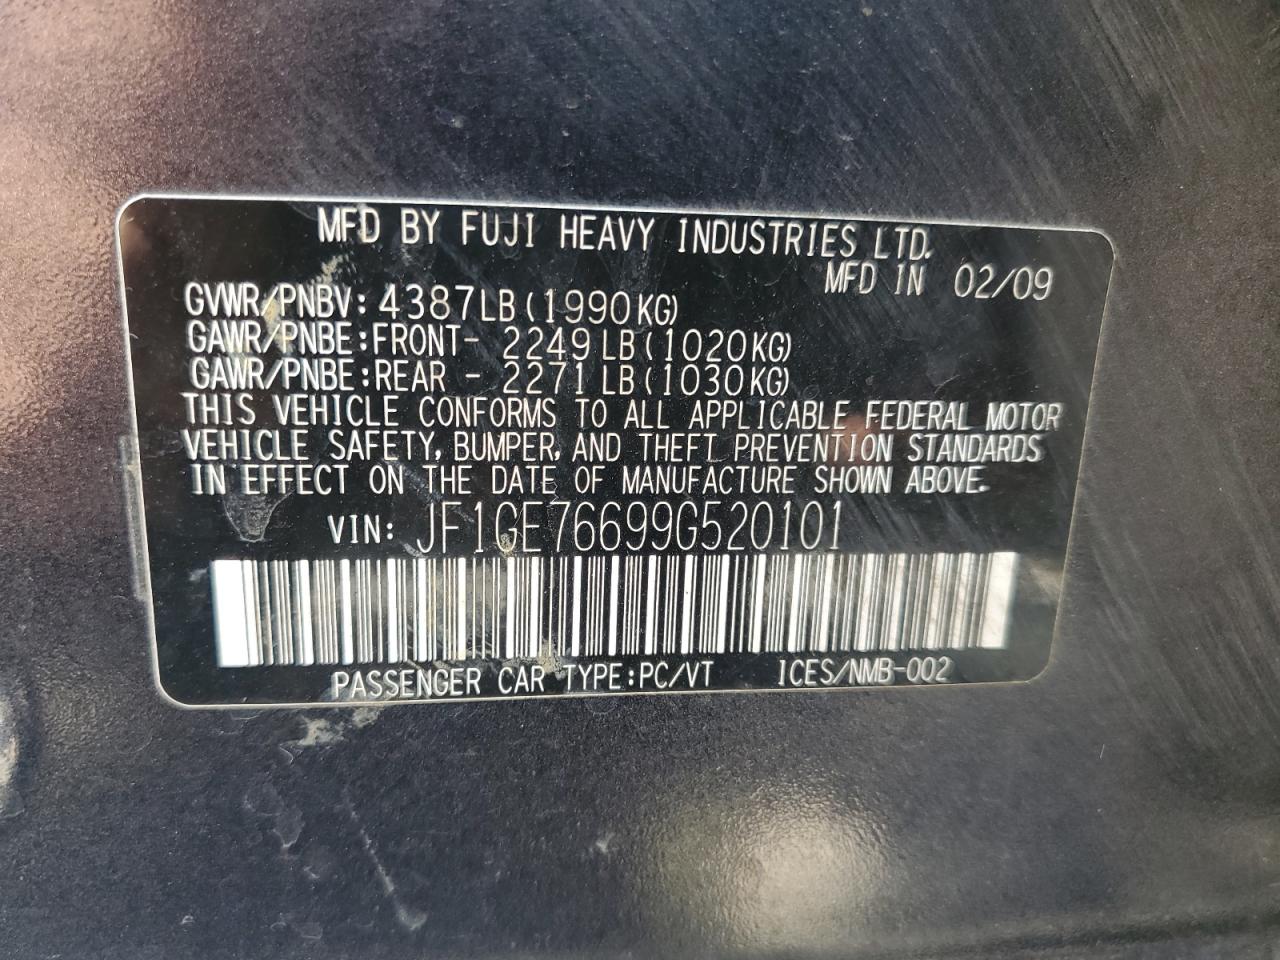 MFD BY FUJI HEAVY INDUSTRIES LTD.
MFD IN 02/09
GVWR/PNBV: 4387LB (1990KG)
GAWR/PNBE:FRONT- 2249LB (1020KG)
GAWR/PNBE:REAR - 2271LB (1030KG)
THIS VEHICLE CONFORMS TO ALL APPLICABLE FEDERAL MOTOR
VEHICLE SAFETY, BUMPER, AND THEFT PREVENTION STANDARDS
IN EFFECT ON THE DATE OF MANUFACTURE SHOWN ABOVE.
VIN: JF1GE76699G520101
PASSENGER CAR TYPE:PC/VT ICES/NMB-002